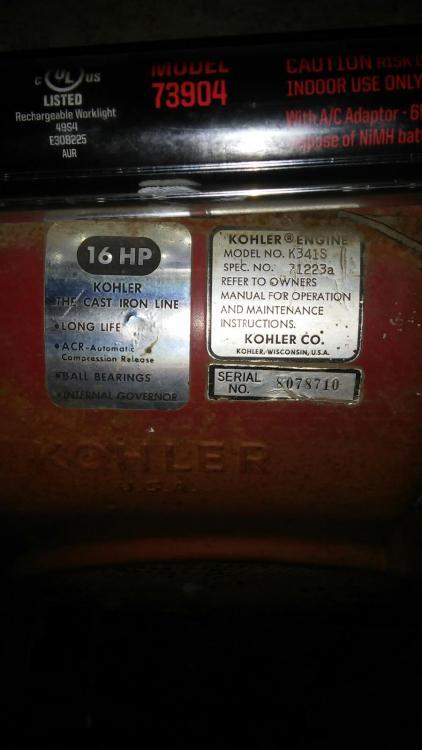 C UL US
LISTED
Rechargeable Worklight
49S4
E308225
AUR
MODEL
73904
CAUTION RISK
INDOOR USE ONLY
With A/C Adaptor - 6
of NiMH bat
16 HP
KOHLER
THE CAST IRON LINE
•LONG LIFE
•ACR-Automatic
Compression Release
•BALL BEARINGS
•INTERNAL GOVERNOR
KOHLER® ENGINE
MODEL NO. K341S
SPEC. NO. 71223a
REFER TO OWNERS
MANUAL FOR OPERATION
AND MAINTENANCE
INSTRUCTIONS.
KOHLER CO.
KOHLER, WISCONSIN, U.S.A.
SERIAL
NO. 8078710
KOHLER
U.S.A.